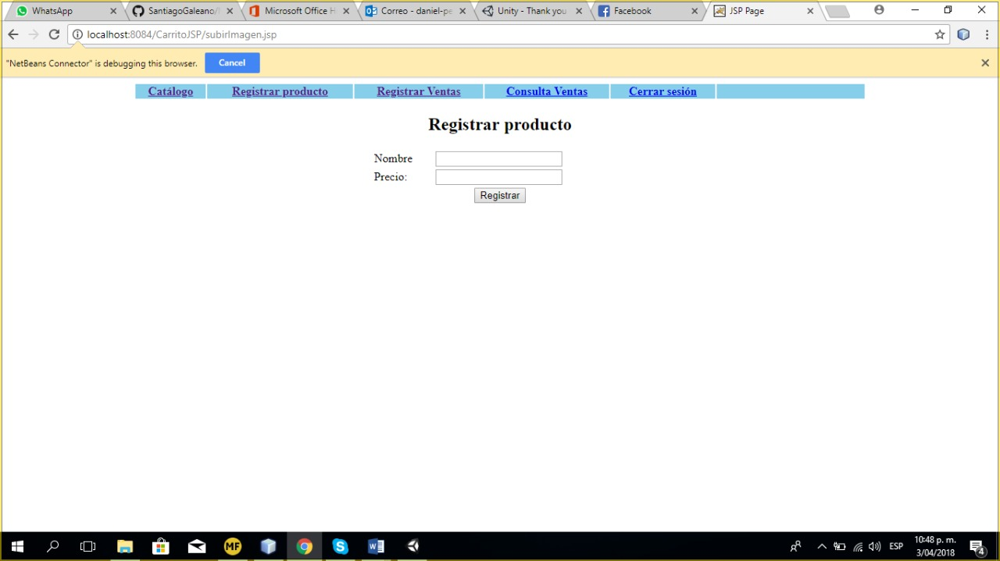 WhatsApp
SantiagoGaleano/
Microsoft Office H
Correo - daniel-pe
Unity - Thank you
Facebook
JSP Page
localhost:8084/CarritoJSP/subirImagen.jsp
"NetBeans Connector" is debugging this browser. Cancel
Catálogo Registrar producto Registrar Ventas Consulta Ventas Cerrar sesión
Registrar producto
Nombre
Precio:
Registrar
MF
ESP
10:48 p. m.
3/04/2018
4